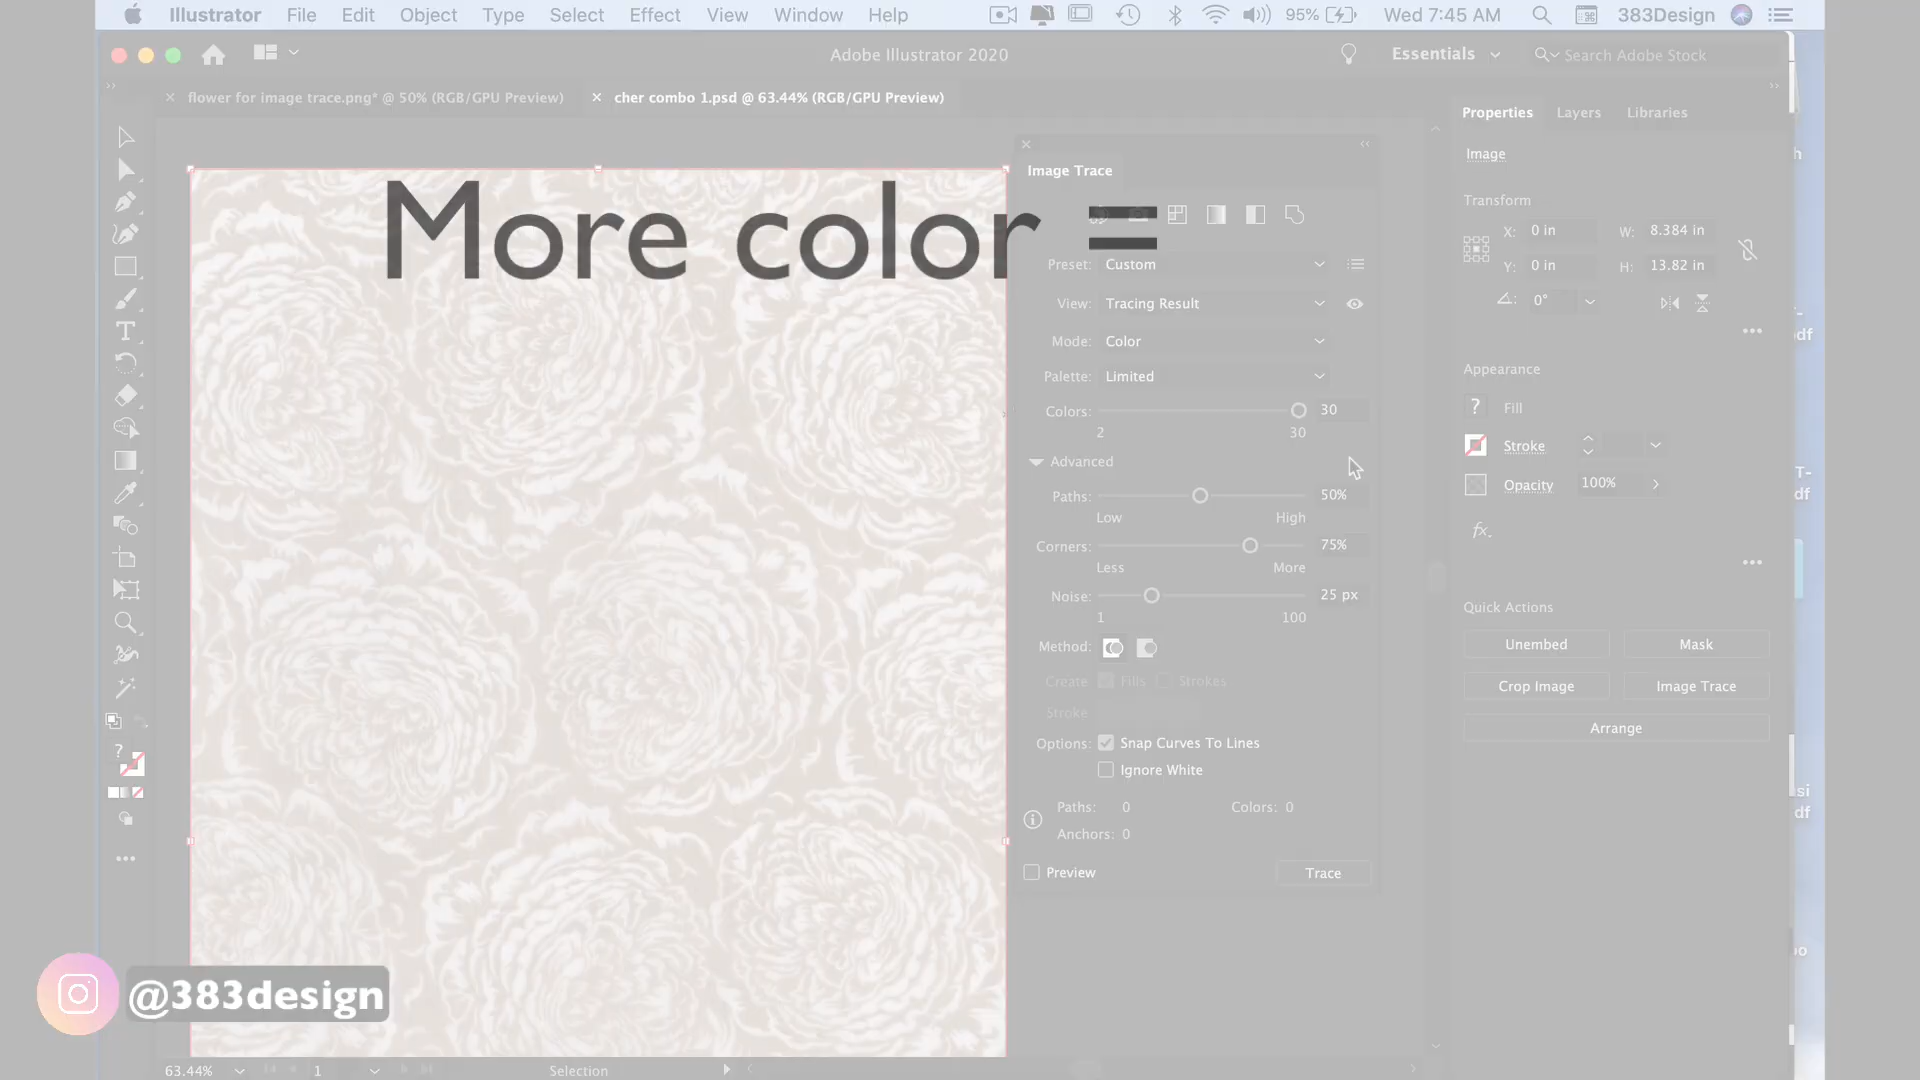 Illustrator File Edit Object Type Select Effect View Window Help 95% Wed 7:45 AM 383Design
Adobe Illustrator 2020
Essentials
Search Adobe Stock
flower for image trace.png* @ 50% (RGB/GPU Preview)
cher combo 1.psd @ 63.44% (RGB/GPU Preview)
Properties Layers Libraries
More color =
Image Trace
Preset: Custom
View: Tracing Result
Mode: Color
Palette: Limited
Colors: 30
2 30
Advanced
Paths: 50%
Low High
Corners: 75%
Less More
Noise: 25 px
1 100
Method:
Create: Fills Strokes
Stroke
Options: Snap Curves To Lines
Ignore White
Paths: 0 Colors: 0
Anchors: 0
Preview Trace
Image
Transform
X: 0 in W: 8.384 in
Y: 0 in H: 13.82 in
0°
Appearance
? Fill
Stroke
Opacity 100%
fx.
Quick Actions
Unembed Mask
Crop Image Image Trace
Arrange
h
T-
df
T-
df
si
df
oo
?
@383design
63.44% 1 Selection